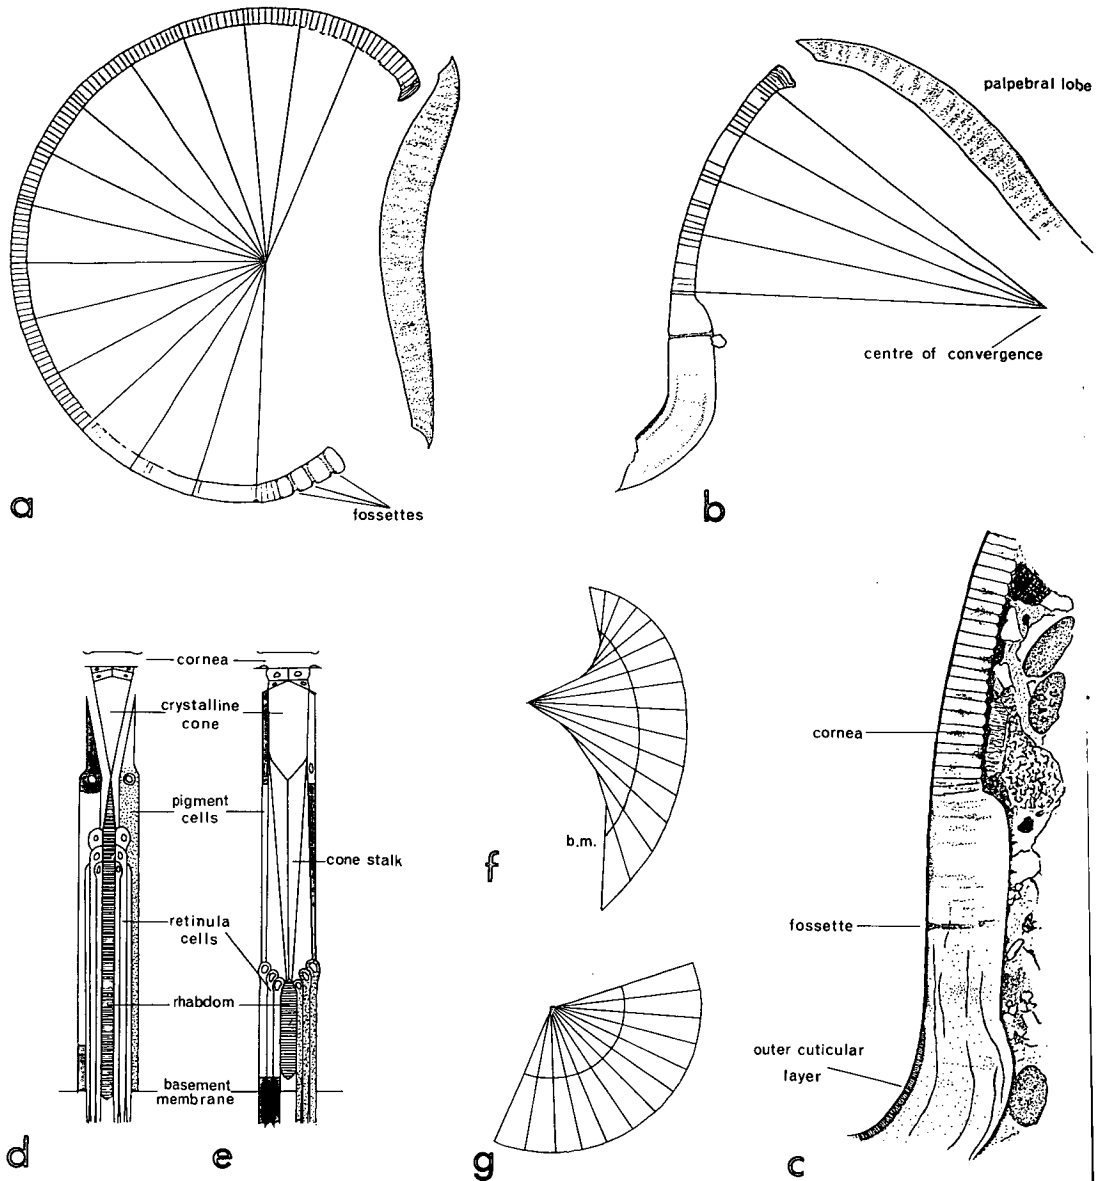 palpebral lobe
centre of convergence
a
fossettes
b
cornea
crystalline
cone
pigment
cells
cone stalk
retinula
cells
rhabdom
basement
membrane
d
e
b.m.
f
g
cornea
fossette
outer cuticular
layer
c